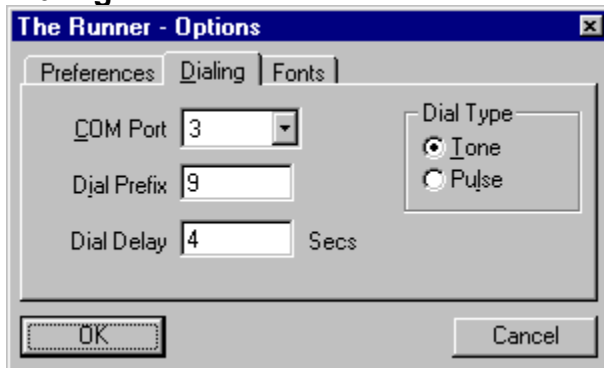 The Runner - Options
Preferences Dialing Fonts
COM Port 3
Dial Prefix 9
Dial Delay 4 Secs
Dial Type
Tone
Pulse
OK Cancel